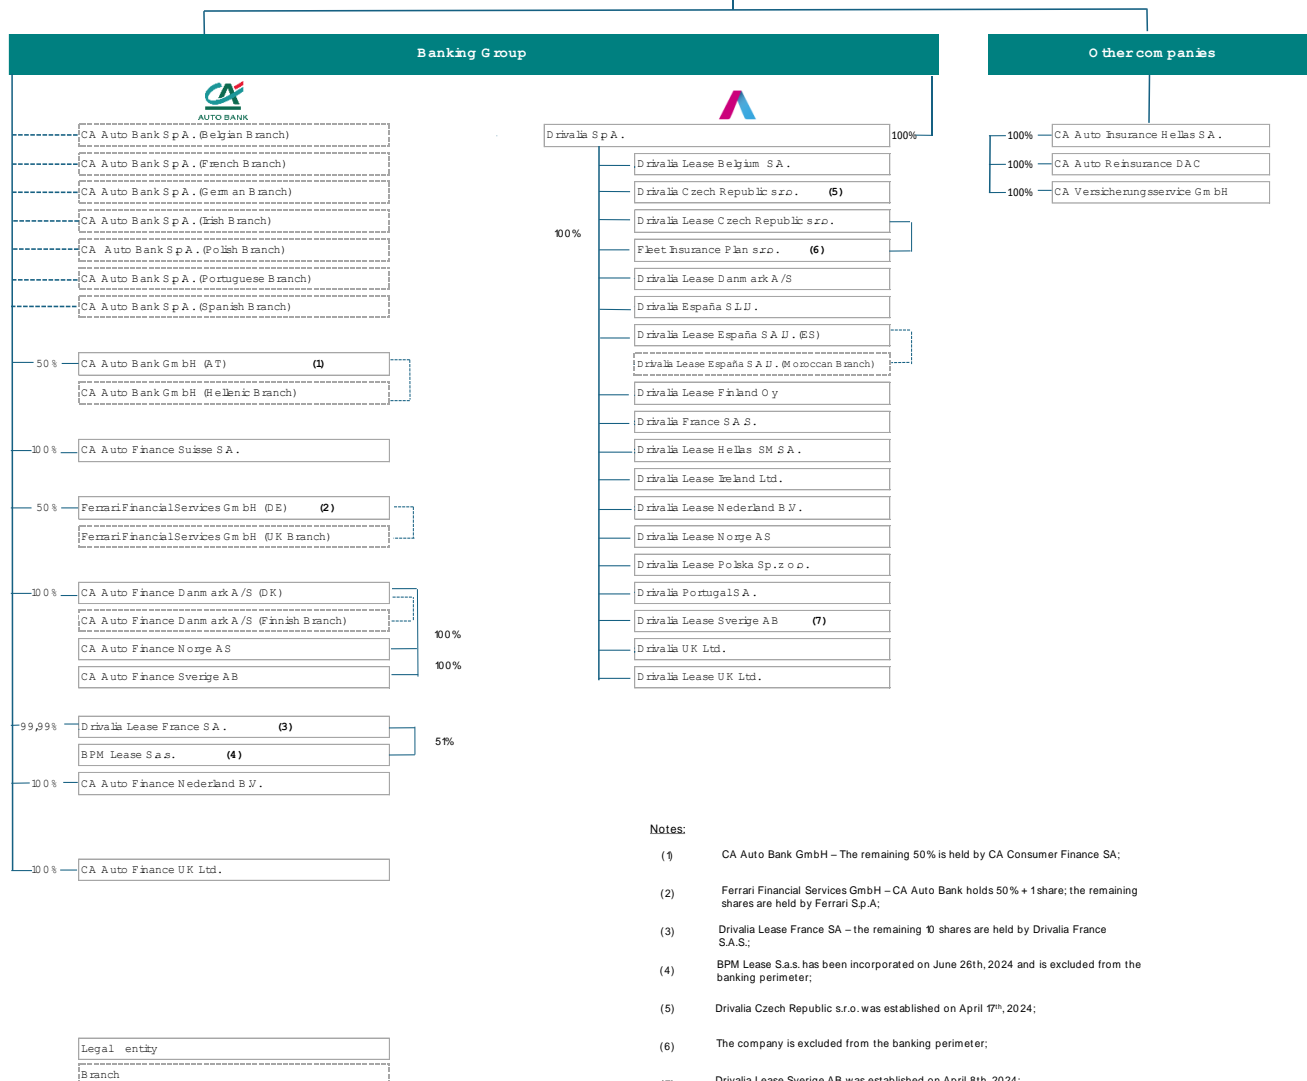 Banking Group
Other companies
CA
AUTO BANK
CA Auto Bank S.p.A. (Belgian Branch)
CA Auto Bank S.p.A. (French Branch)
CA Auto Bank S.p.A. (German Branch)
CA Auto Bank S.p.A. (Irish Branch)
CA Auto Bank S.p.A. (Polish Branch)
CA Auto Bank S.p.A. (Portuguese Branch)
CA Auto Bank S.p.A. (Spanish Branch)
50% CA Auto Bank GmbH (AT) (1)
CA Auto Bank GmbH (Hellenic Branch)
100% CA Auto Finance Suisse S.A.
50% Ferrari Financial Services GmbH (DE) (2)
Ferrari Financial Services GmbH (UK Branch)
100% CA Auto Finance Danmark A/S (DK)
CA Auto Finance Danmark A/S (Finnish Branch)
100%
CA Auto Finance Norge AS
100%
CA Auto Finance Sverige AB
99,99% Drivalia Lease France S.A. (3)
51%
BPM Lease S.a.s. (4)
100% CA Auto Finance Nederland B.V.
100% CA Auto Finance UK Ltd.
Legal entity
Branch
Drivalia S.p.A. 100%
100%
Drivalia Lease Belgium S.A.
Drivalia Czech Republic s.r.o. (5)
Drivalia Lease Czech Republic s.r.o.
Fleet Insurance Plan s.r.o. (6)
Drivalia Lease Danmark A/S
Drivalia España S.L.U.
Drivalia Lease España S.A.U. (ES)
Drivalia Lease España S.A.U. (Moroccan Branch)
Drivalia Lease Finland Oy
Drivalia France S.A.S.
Drivalia Lease Hellas SM S.A.
Drivalia Lease Ireland Ltd.
Drivalia Lease Nederland B.V.
Drivalia Lease Norge AS
Drivalia Lease Polska Sp. z o.o.
Drivalia Portugal S.A.
Drivalia Lease Sverige AB (7)
Drivalia UK Ltd.
Drivalia Lease UK Ltd.
100% CA Auto Insurance Hellas S.A.
100% CA Auto Reinsurance DAC
100% CA Versicherungsservice GmbH
Notes:
(1) CA Auto Bank GmbH – The remaining 50% is held by CA Consumer Finance SA;
(2) Ferrari Financial Services GmbH – CA Auto Bank holds 50% + 1 share; the remaining
shares are held by Ferrari S.p.A;
(3) Drivalia Lease France SA – the remaining 10 shares are held by Drivalia France
S.A.S.;
(4) BPM Lease S.a.s. has been incorporated on June 26th, 2024 and is excluded from the
banking perimeter;
(5) Drivalia Czech Republic s.r.o. was established on April 17th, 2024;
(6) The company is excluded from the banking perimeter;
Drivalia Lease Sverige AB was established on April 8th, 2024;